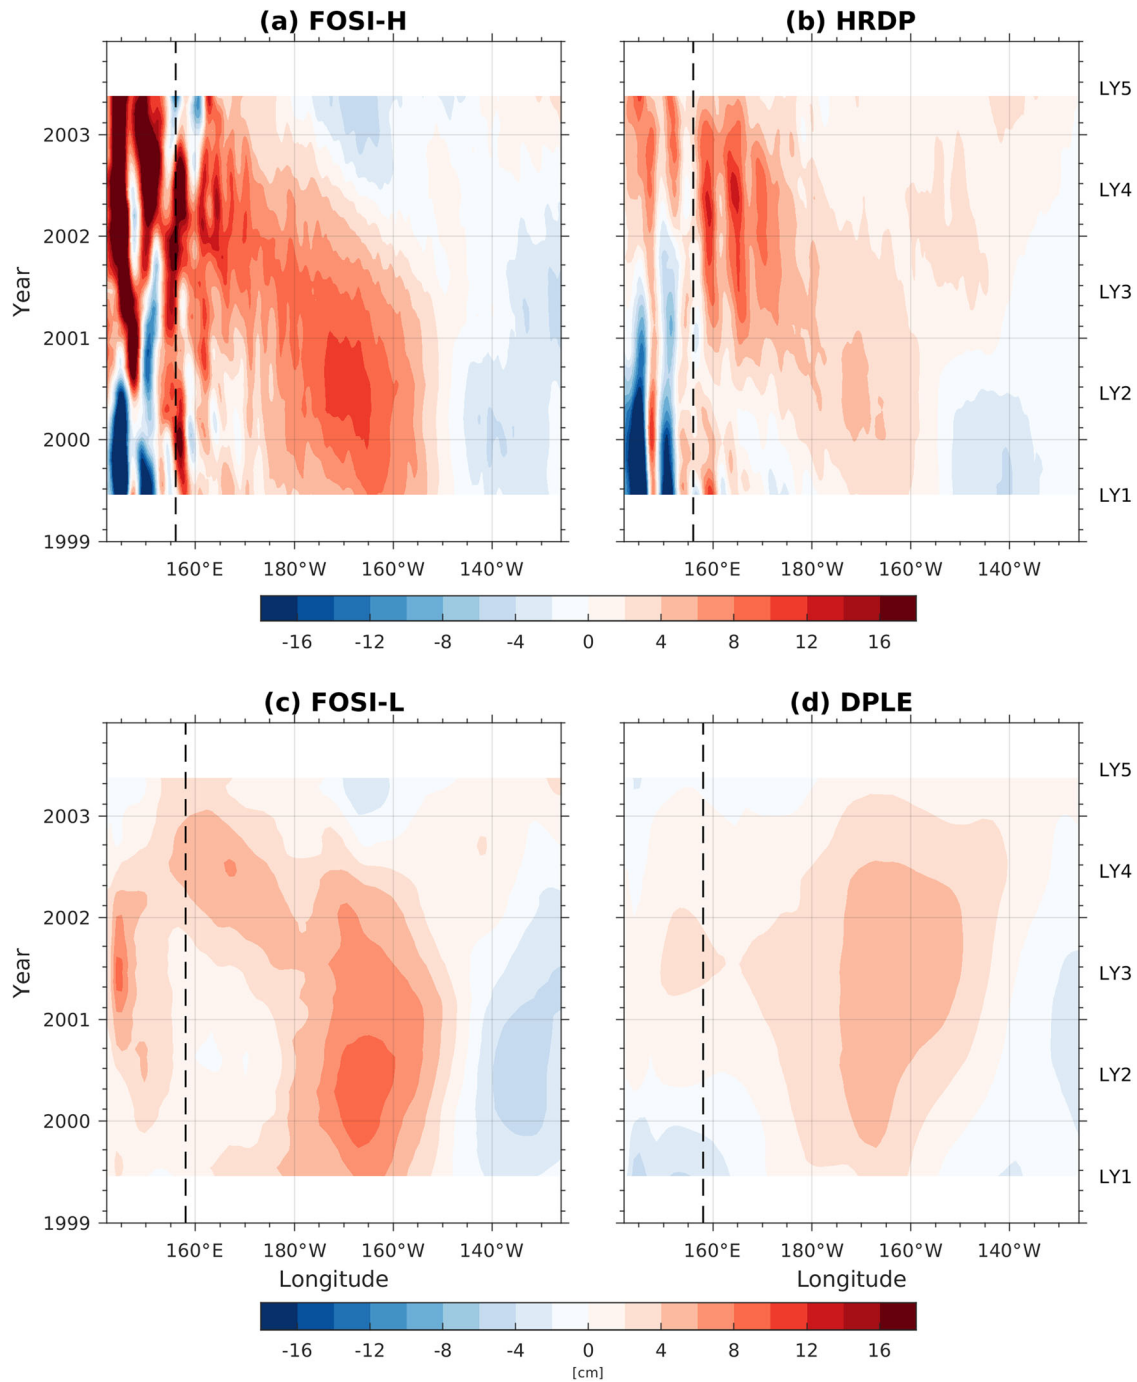 (a) FOSI-H
(b) HRDP
Year
2003
2002
2001
2000
1999
LY5
LY4
LY3
LY2
LY1
160°E 180°W 160°W 140°W
160°E 180°W 160°W 140°W
-16 -12 -8 -4 0 4 8 12 16
(c) FOSI-L
(d) DPLE
Year
2003
2002
2001
2000
1999
LY5
LY4
LY3
LY2
LY1
160°E 180°W 160°W 140°W
160°E 180°W 160°W 140°W
Longitude
Longitude
-16 -12 -8 -4 0 4 8 12 16
[cm]